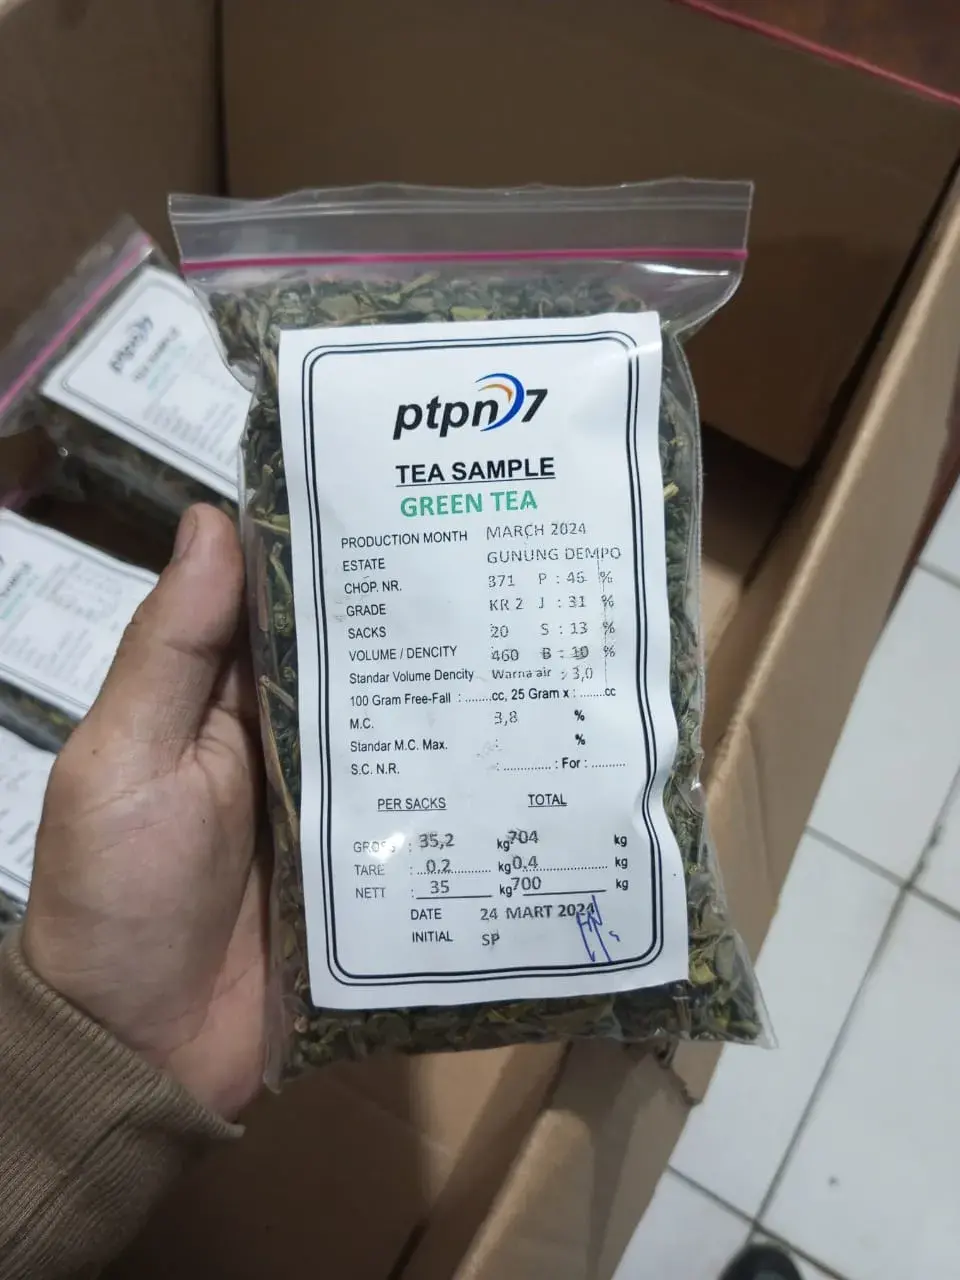 ptpn 7
TEA SAMPLE
GREEN TEA
PRODUCTION MONTH MARCH 2024
ESTATE GUNUNG DEMPO
CHOP. NR. 371 P : 46 %
GRADE KR 2 J : 31 %
SACKS 20 S : 13 %
VOLUME / DENCITY 460 B : 10 %
Standar Volume Dencity Warna air : 3,0
100 Gram Free-Fall : ........cc, 25 Gram x : ........cc
M.C. 3,8 %
Standar M.C. Max. : %
S.C. N.R. : .............. : For : ..........
PER SACKS TOTAL
GROSS : 35,2 kg 704 kg
TARE : 0.2 kg 0.4 kg
NETT : 35 kg 700 kg
DATE 24 MART 2024
INITIAL SP